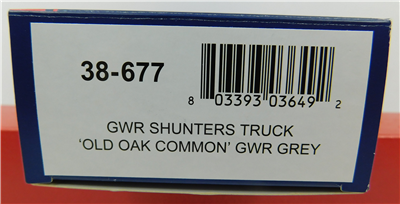 38-677
8 03393 03649 2
GWR SHUNTERS TRUCK
‘OLD OAK COMMON’ GWR GREY